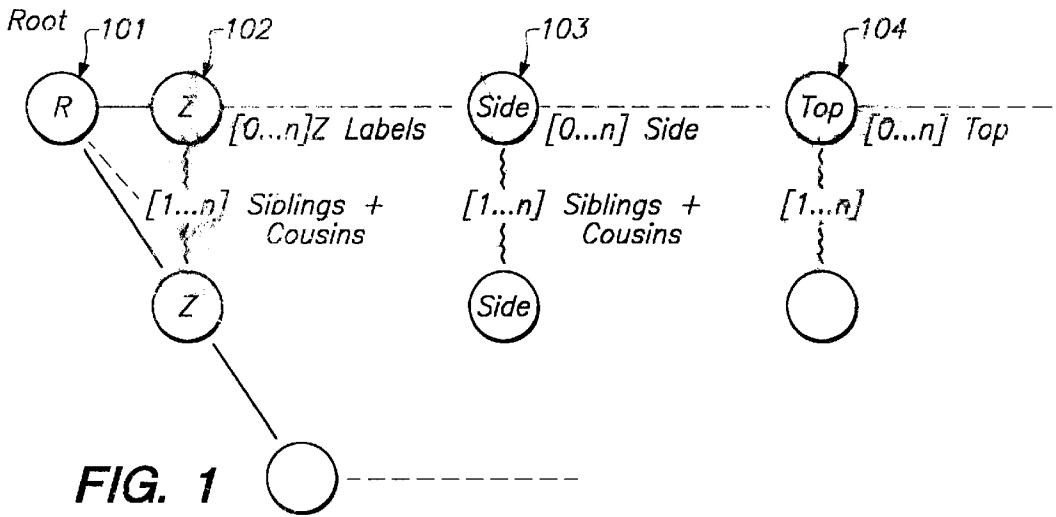 Root
101
102
103
104
R
Z
Side
Top
[0...n]Z Labels
[0...n] Side
[0...n] Top
[1...n] Siblings +
Cousins
[1...n] Siblings +
Cousins
[1...n]
Z
Side
FIG. 1